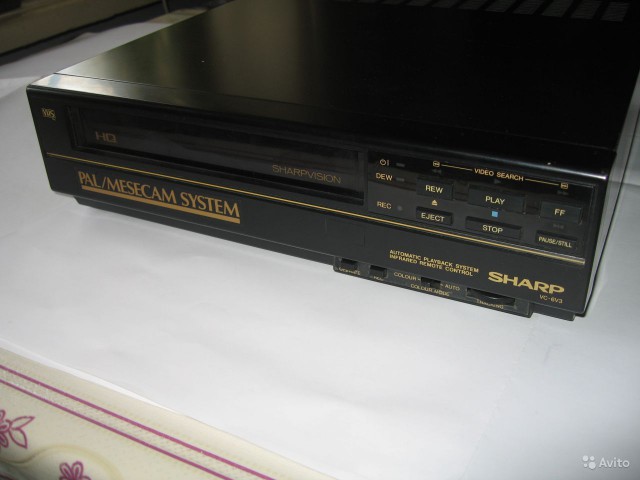 VHS
HQ
SHARPVISION
PAL/MESECAM SYSTEM
VIDEO SEARCH
DEW
REW
PLAY
FF
REC
EJECT
STOP
PAUSE/STILL
AUTOMATIC PLAYBACK SYSTEM
INFRARED REMOTE CONTROL
COLOUR
AUTO
COLOUR MODE
TRACKING
SHARP
VC-6V3
Avito